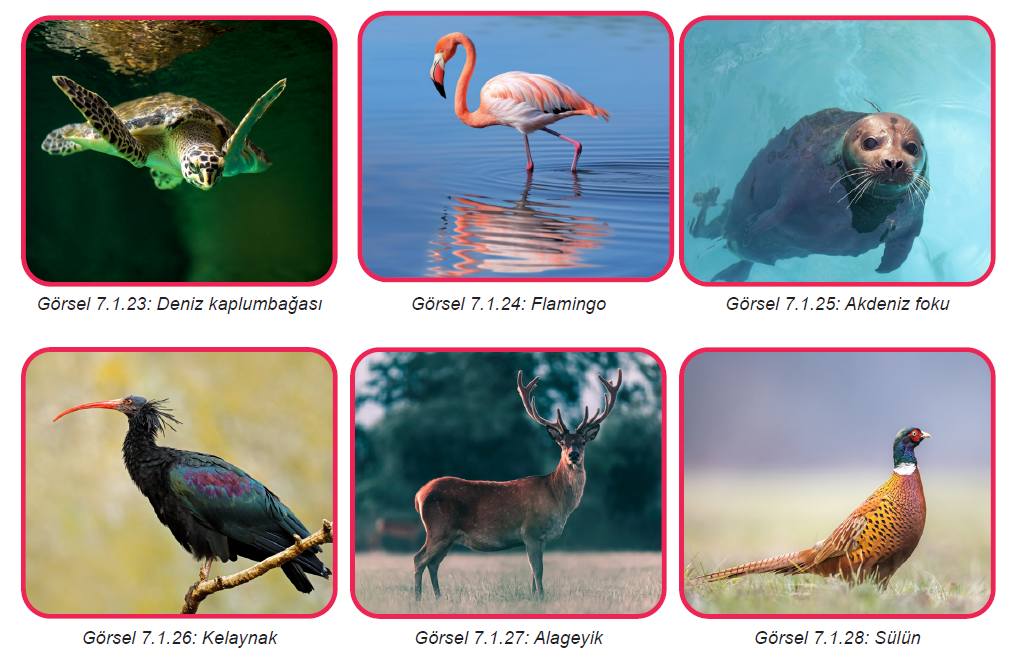 Görsel 7.1.23: Deniz kaplumbağası
Görsel 7.1.24: Flamingo
Görsel 7.1.25: Akdeniz foku
Görsel 7.1.26: Kelaynak
Görsel 7.1.27: Alageyik
Görsel 7.1.28: Sülün